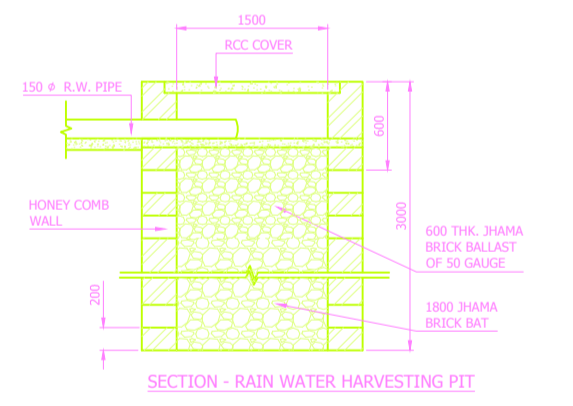 1500
RCC COVER
150 ⌀ R.W. PIPE
600
HONEY COMB
WALL
3000
600 THK. JHAMA
BRICK BALLAST
OF 50 GAUGE
200
1800 JHAMA
BRICK BAT
SECTION - RAIN WATER HARVESTING PIT